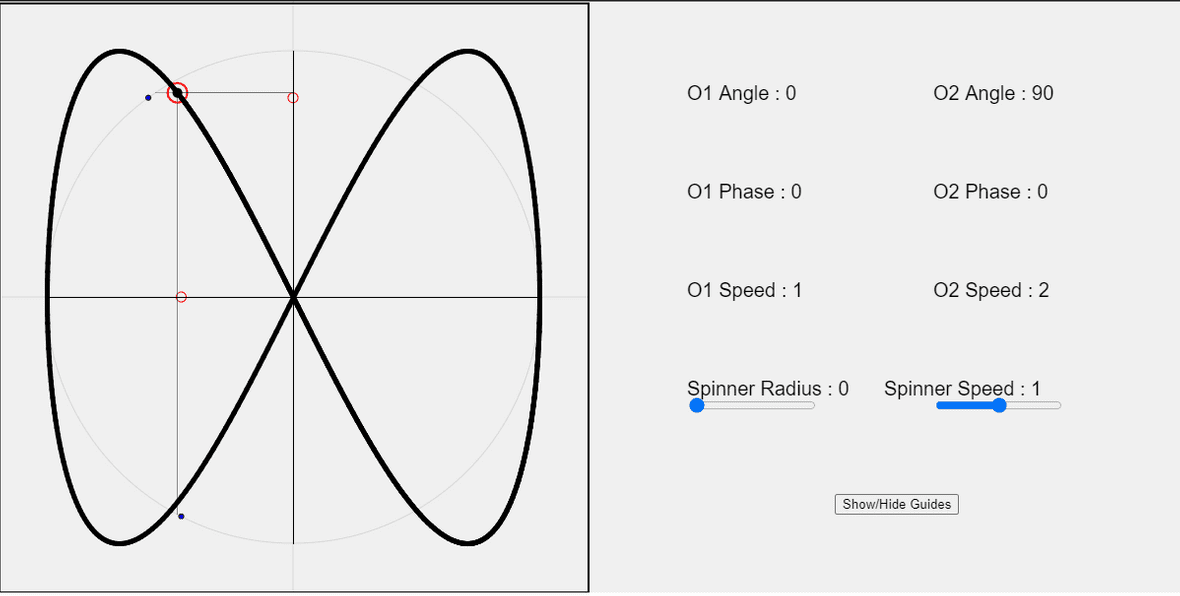 O1 Angle : 0 O2 Angle : 90
O1 Phase : 0 O2 Phase : 0
O1 Speed : 1 O2 Speed : 2
Spinner Radius : 0 Spinner Speed : 1
Show/Hide Guides